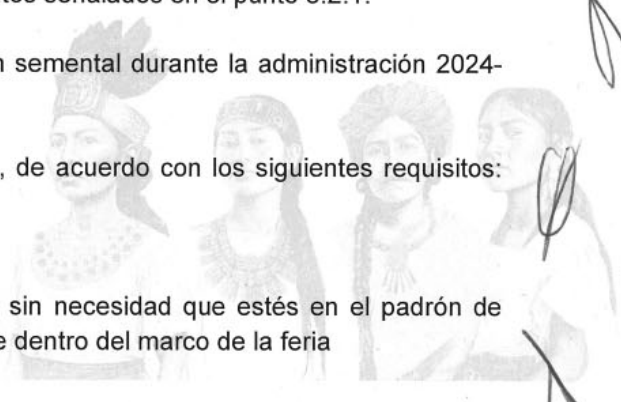 señalados en el punto 3.2.1.
semental durante la administración 2024-
, de acuerdo con los siguientes requisitos:
sin necesidad que estés en el padrón de
dentro del marco de la feria